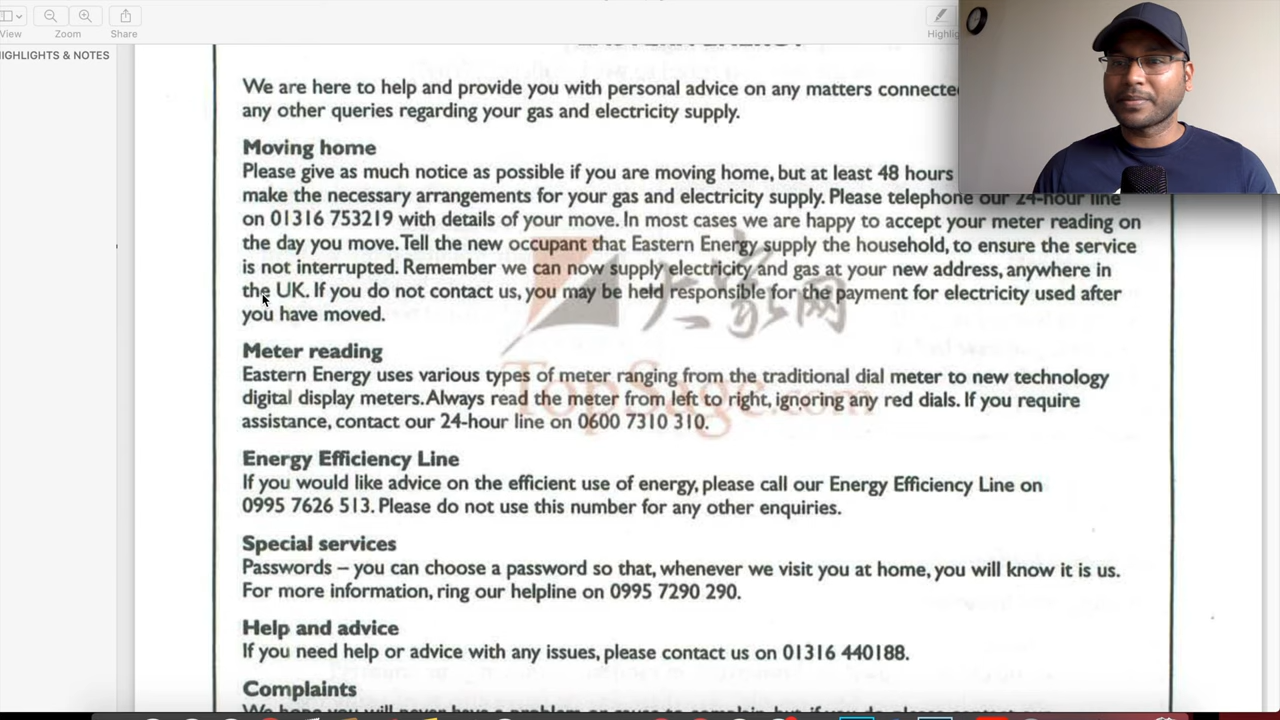 View
Zoom
Share
HIGHLIGHTS & NOTES
We are here to help and provide you with personal advice on any matters
any other queries regarding your gas and electricity supply.
Moving home
Please give as much notice as possible if you are moving home, but at least 48 hours
make the necessary arrangements for your gas and electricity supply. Please telephone our 24-hour line
on 01316 753219 with details of your move. In most cases we are happy to accept your meter reading on
the day you move. Tell the new occupant that Eastern Energy supply the household, to ensure the service
is not interrupted. Remember we can now supply electricity and gas at your new address, anywhere in
the UK. If you do not contact us, you may be held responsible for the payment for electricity used after
you have moved.
大家网
Meter reading
TopSage.com
Eastern Energy uses various types of meter ranging from the traditional dial meter to new technology
digital display meters. Always read the meter from left to right, ignoring any red dials. If you require
assistance, contact our 24-hour line on 0600 7310 310.
Energy Efficiency Line
If you would like advice on the efficient use of energy, please call our Energy Efficiency Line on
0995 7626 513. Please do not use this number for any other enquiries.
Special services
Passwords – you can choose a password so that, whenever we visit you at home, you will know it is us.
For more information, ring our helpline on 0995 7290 290.
Help and advice
If you need help or advice with any issues, please contact us on 01316 440188.
Complaints